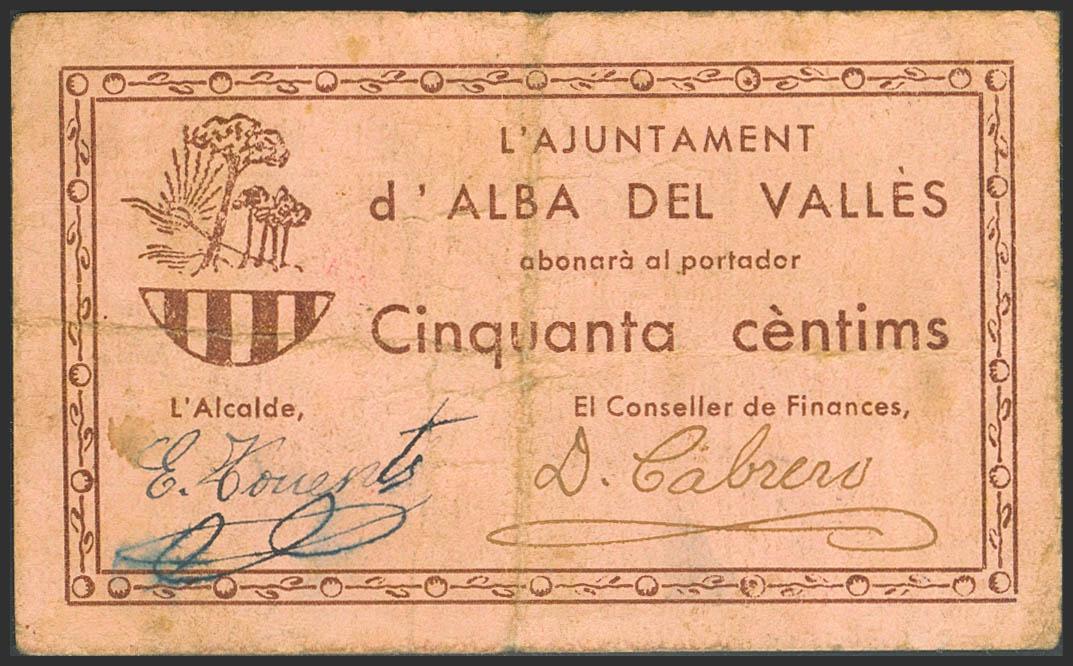 L'AJUNTAMENT
d'ALBA DEL VALLÈS
abonarà al portador
Cinquanta cèntims
L'Alcalde,
El Conseller de Finances,
E.
D. Cabrero